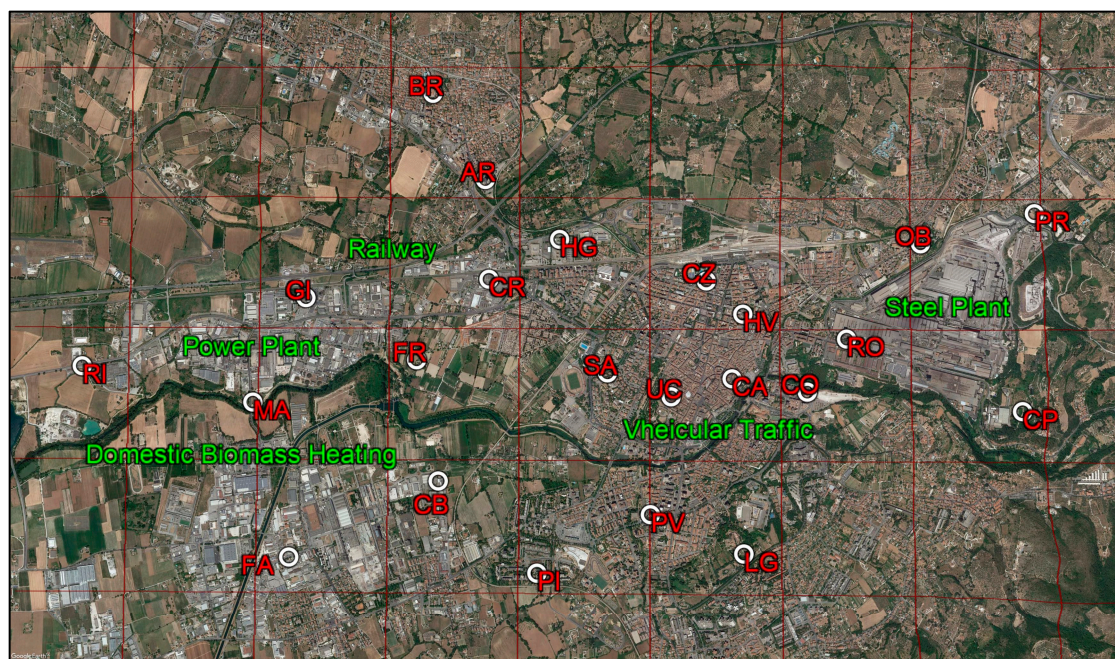 BR
AR
PR
HG
OB
Railway
CR
CZ
GI
HV
Steel Plant
Power Plant
FR
RO
RI
SA
MA
UC
CA
CO
CP
Vheicular Traffic
Domestic Biomass Heating
CB
PV
FA
PI
LG
Google Earth